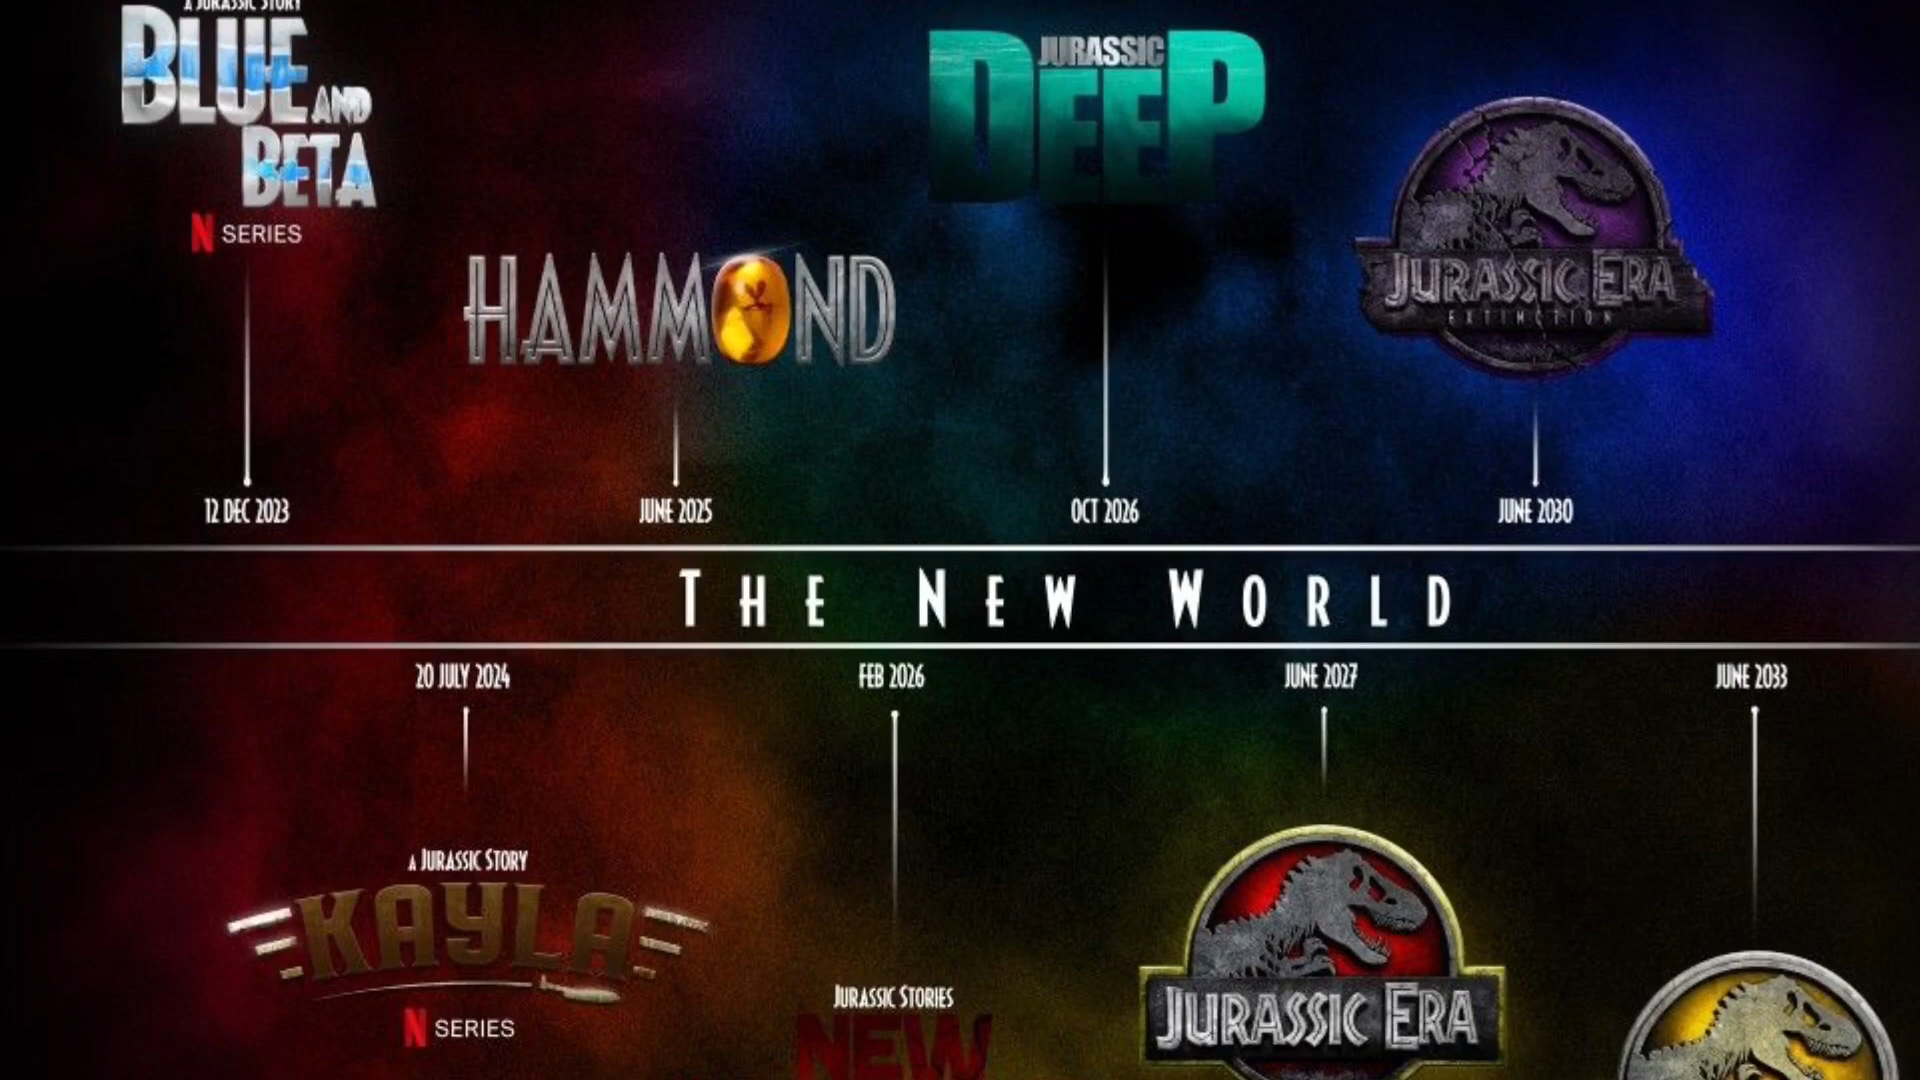 A JURASSIC STORY
BLUE AND
BETA
N SERIES
JURASSIC
DEEP
HAMMOND
JURASSIC ERA
EXTINCTION
12 DEC 2023
JUNE 2025
OCT 2026
JUNE 2030
THE NEW WORLD
20 JULY 2024
FEB 2026
JUNE 2027
JUNE 2033
A JURASSIC STORY
KAYLA
N SERIES
JURASSIC STORIES
NEW
JURASSIC ERA